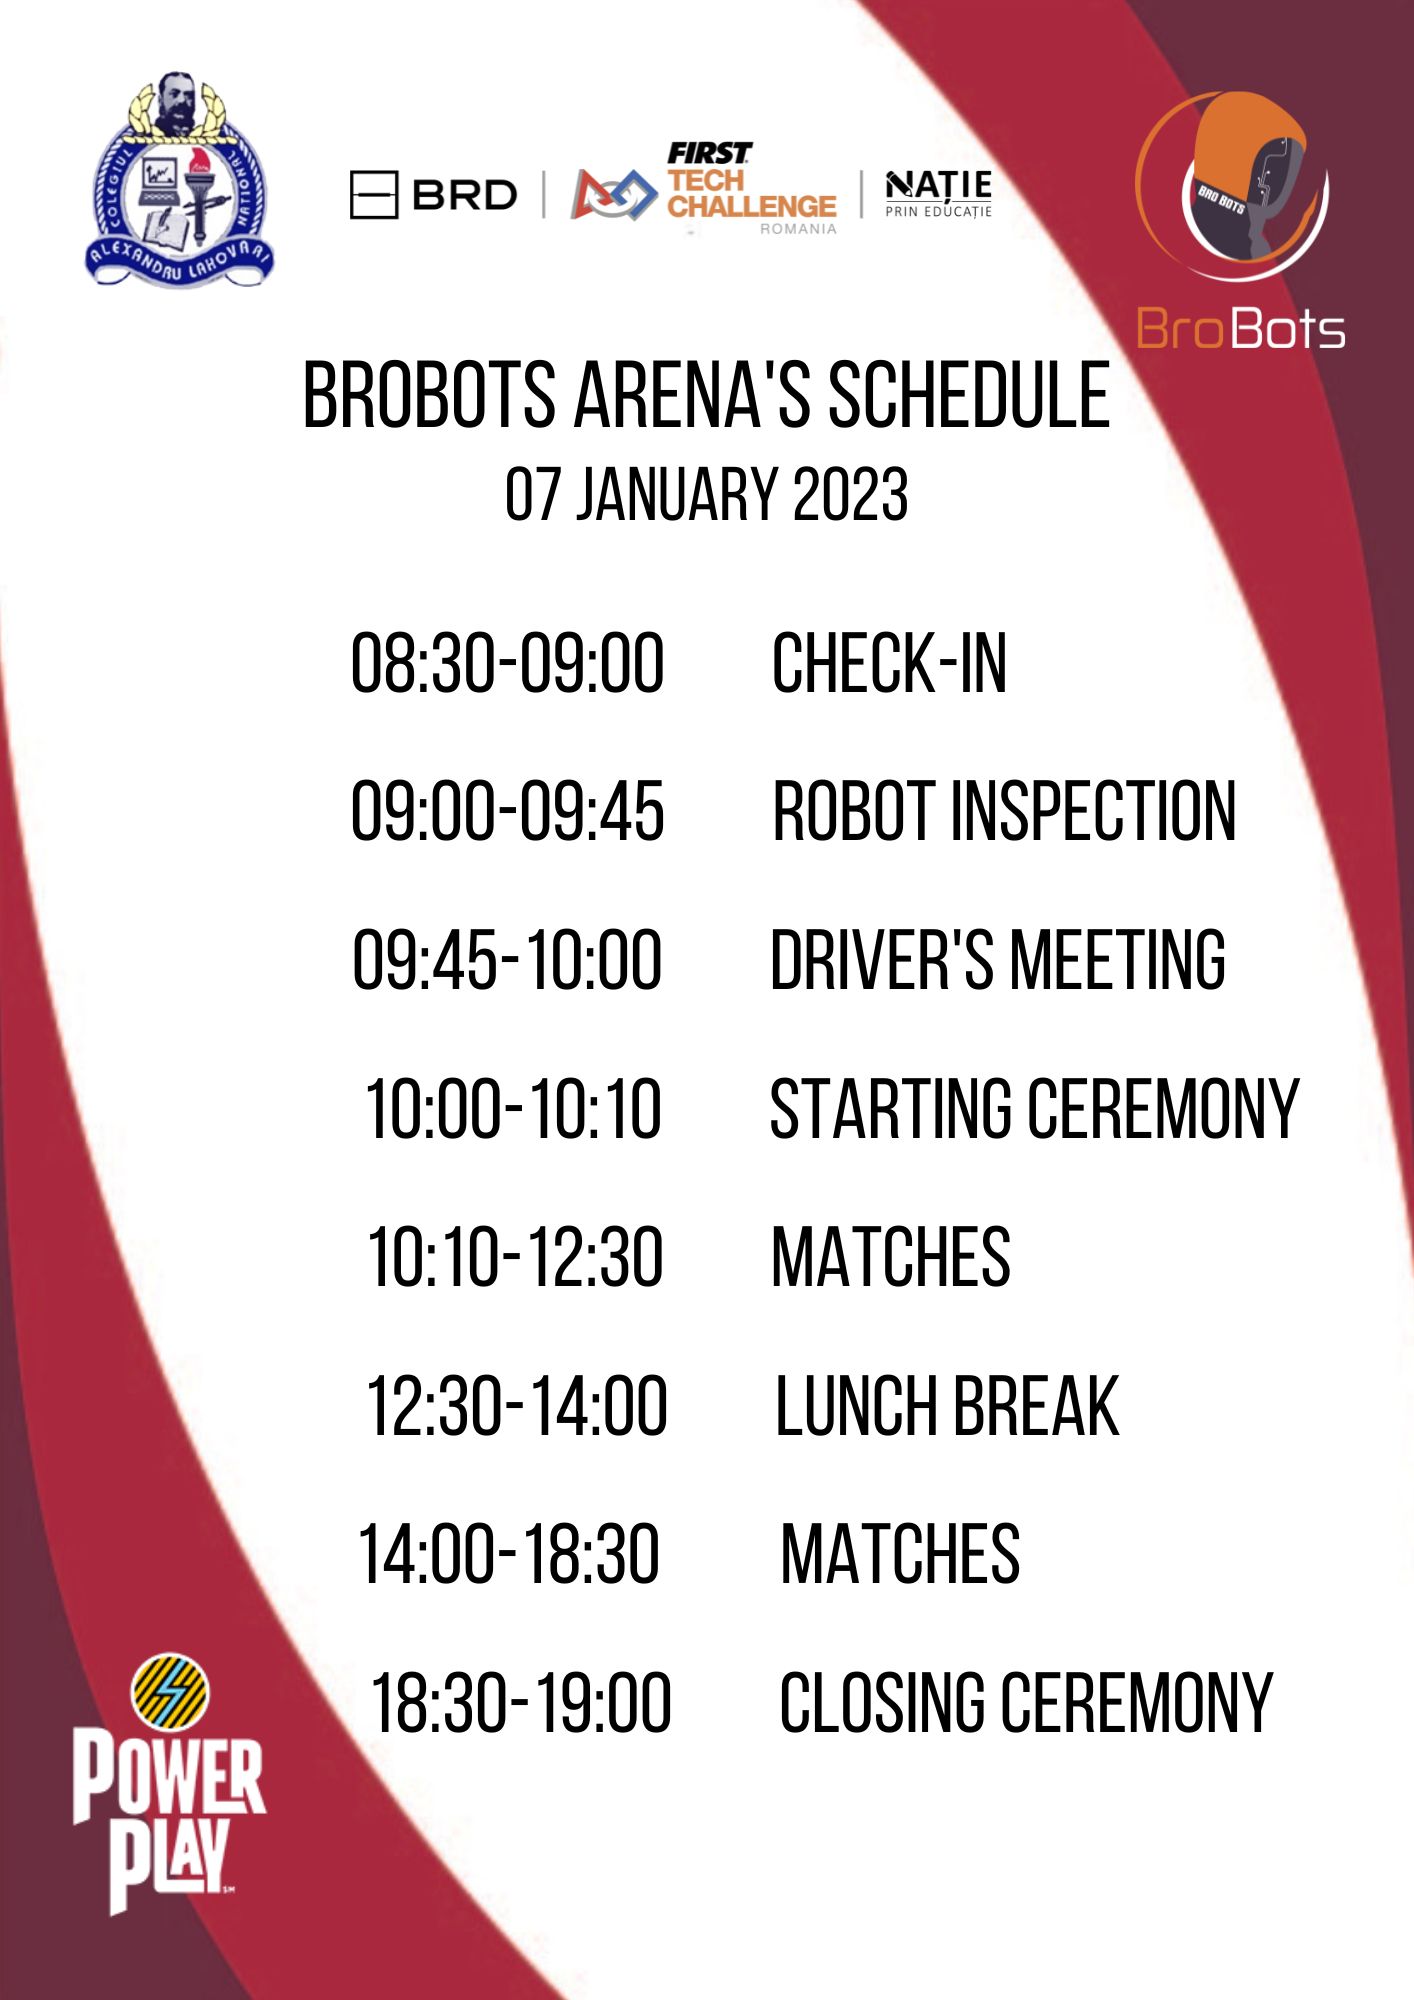 COLEGIUL NAȚIONAL
ALEXANDRU LAHOVARI
BRD
FIRST
TECH
CHALLENGE
ROMANIA
NAȚIE
PRIN EDUCAȚIE
BRO BOTS
BroBots
BROBOTS ARENA'S SCHEDULE
07 JANUARY 2023
08:30-09:00 CHECK-IN
09:00-09:45 ROBOT INSPECTION
09:45-10:00 DRIVER'S MEETING
10:00-10:10 STARTING CEREMONY
10:10-12:30 MATCHES
12:30-14:00 LUNCH BREAK
14:00-18:30 MATCHES
18:30-19:00 CLOSING CEREMONY
POWER
PLAY
SM